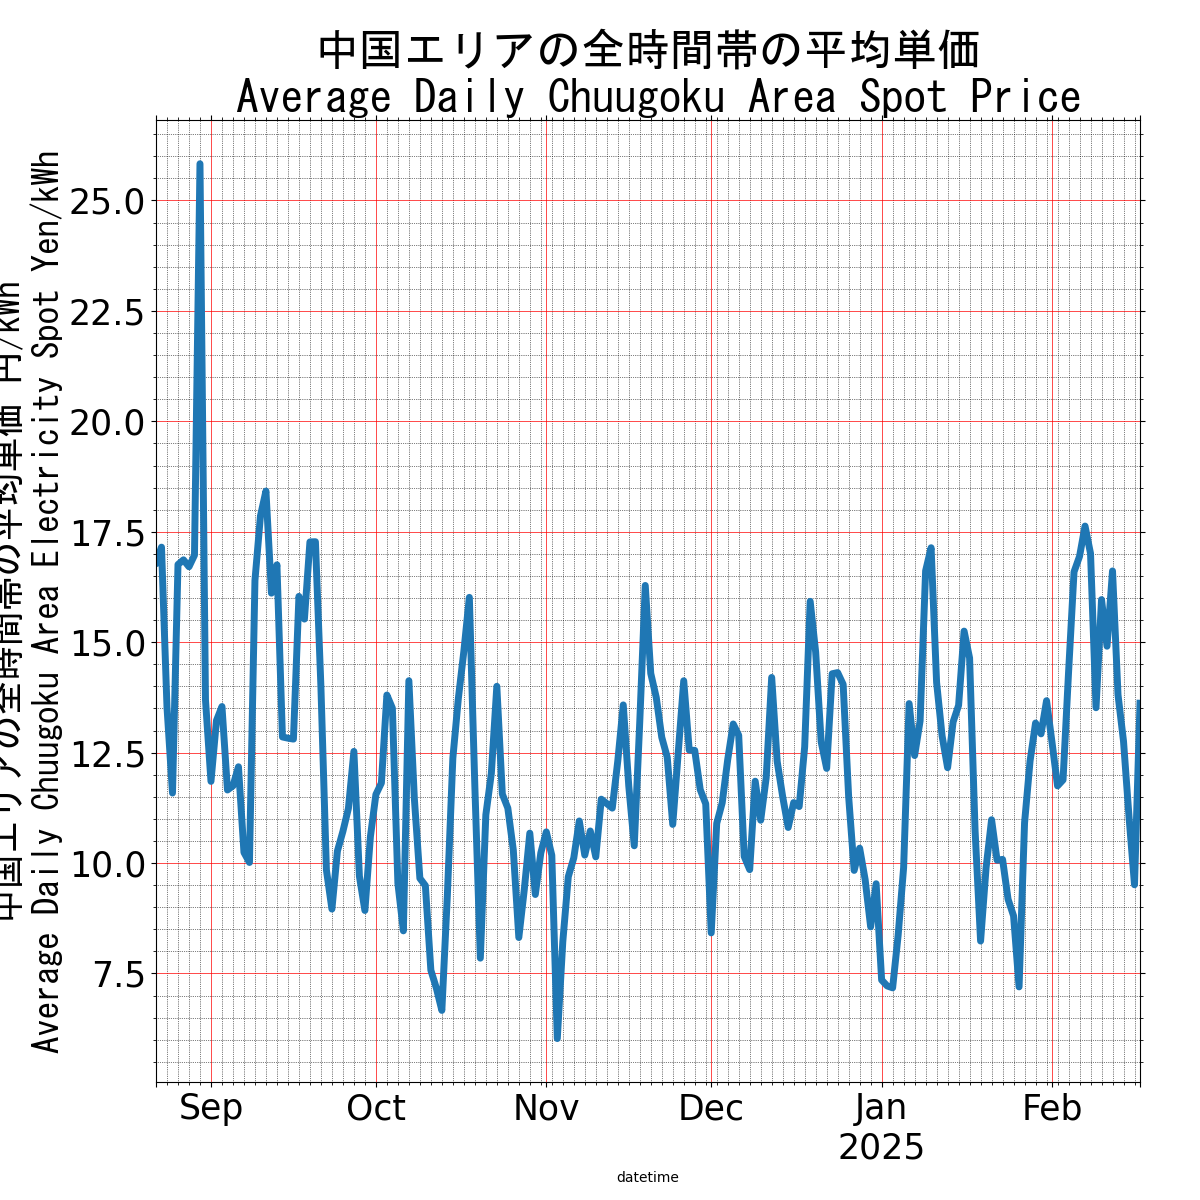 中国エリアの全時間帯の平均単価
Average Daily Chuugoku Area Spot Price
中国エリアの全時間帯の平均単価 円/kWh
Average Daily Chuugoku Area Electricity Spot Yen/kWh
25.0
22.5
20.0
17.5
15.0
12.5
10.0
7.5
Sep Oct Nov Dec Jan Feb
2025
datetime